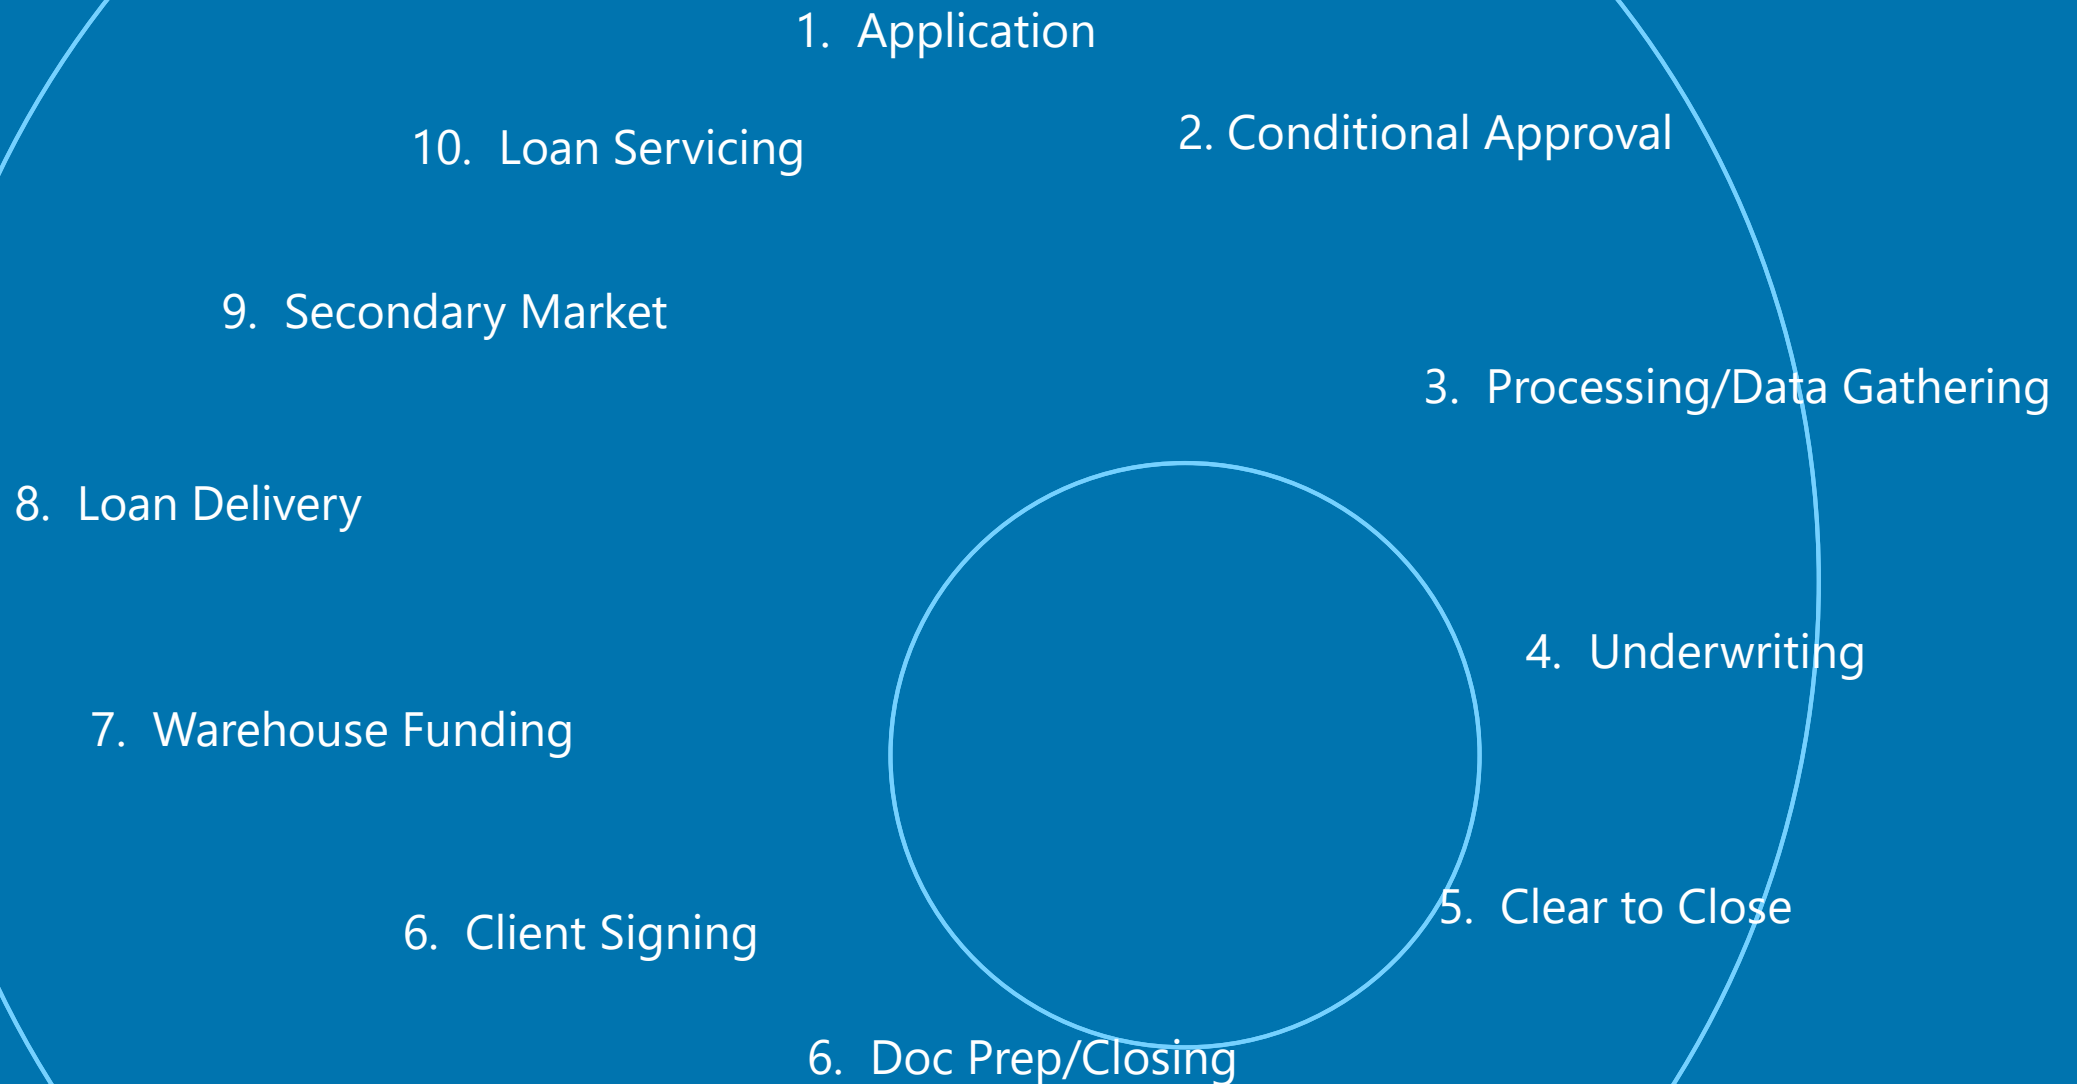 1. Application
2. Conditional Approval
3. Processing/Data Gathering
4. Underwriting
5. Clear to Close
6. Doc Prep/Closing
6. Client Signing
7. Warehouse Funding
8. Loan Delivery
9. Secondary Market
10. Loan Servicing